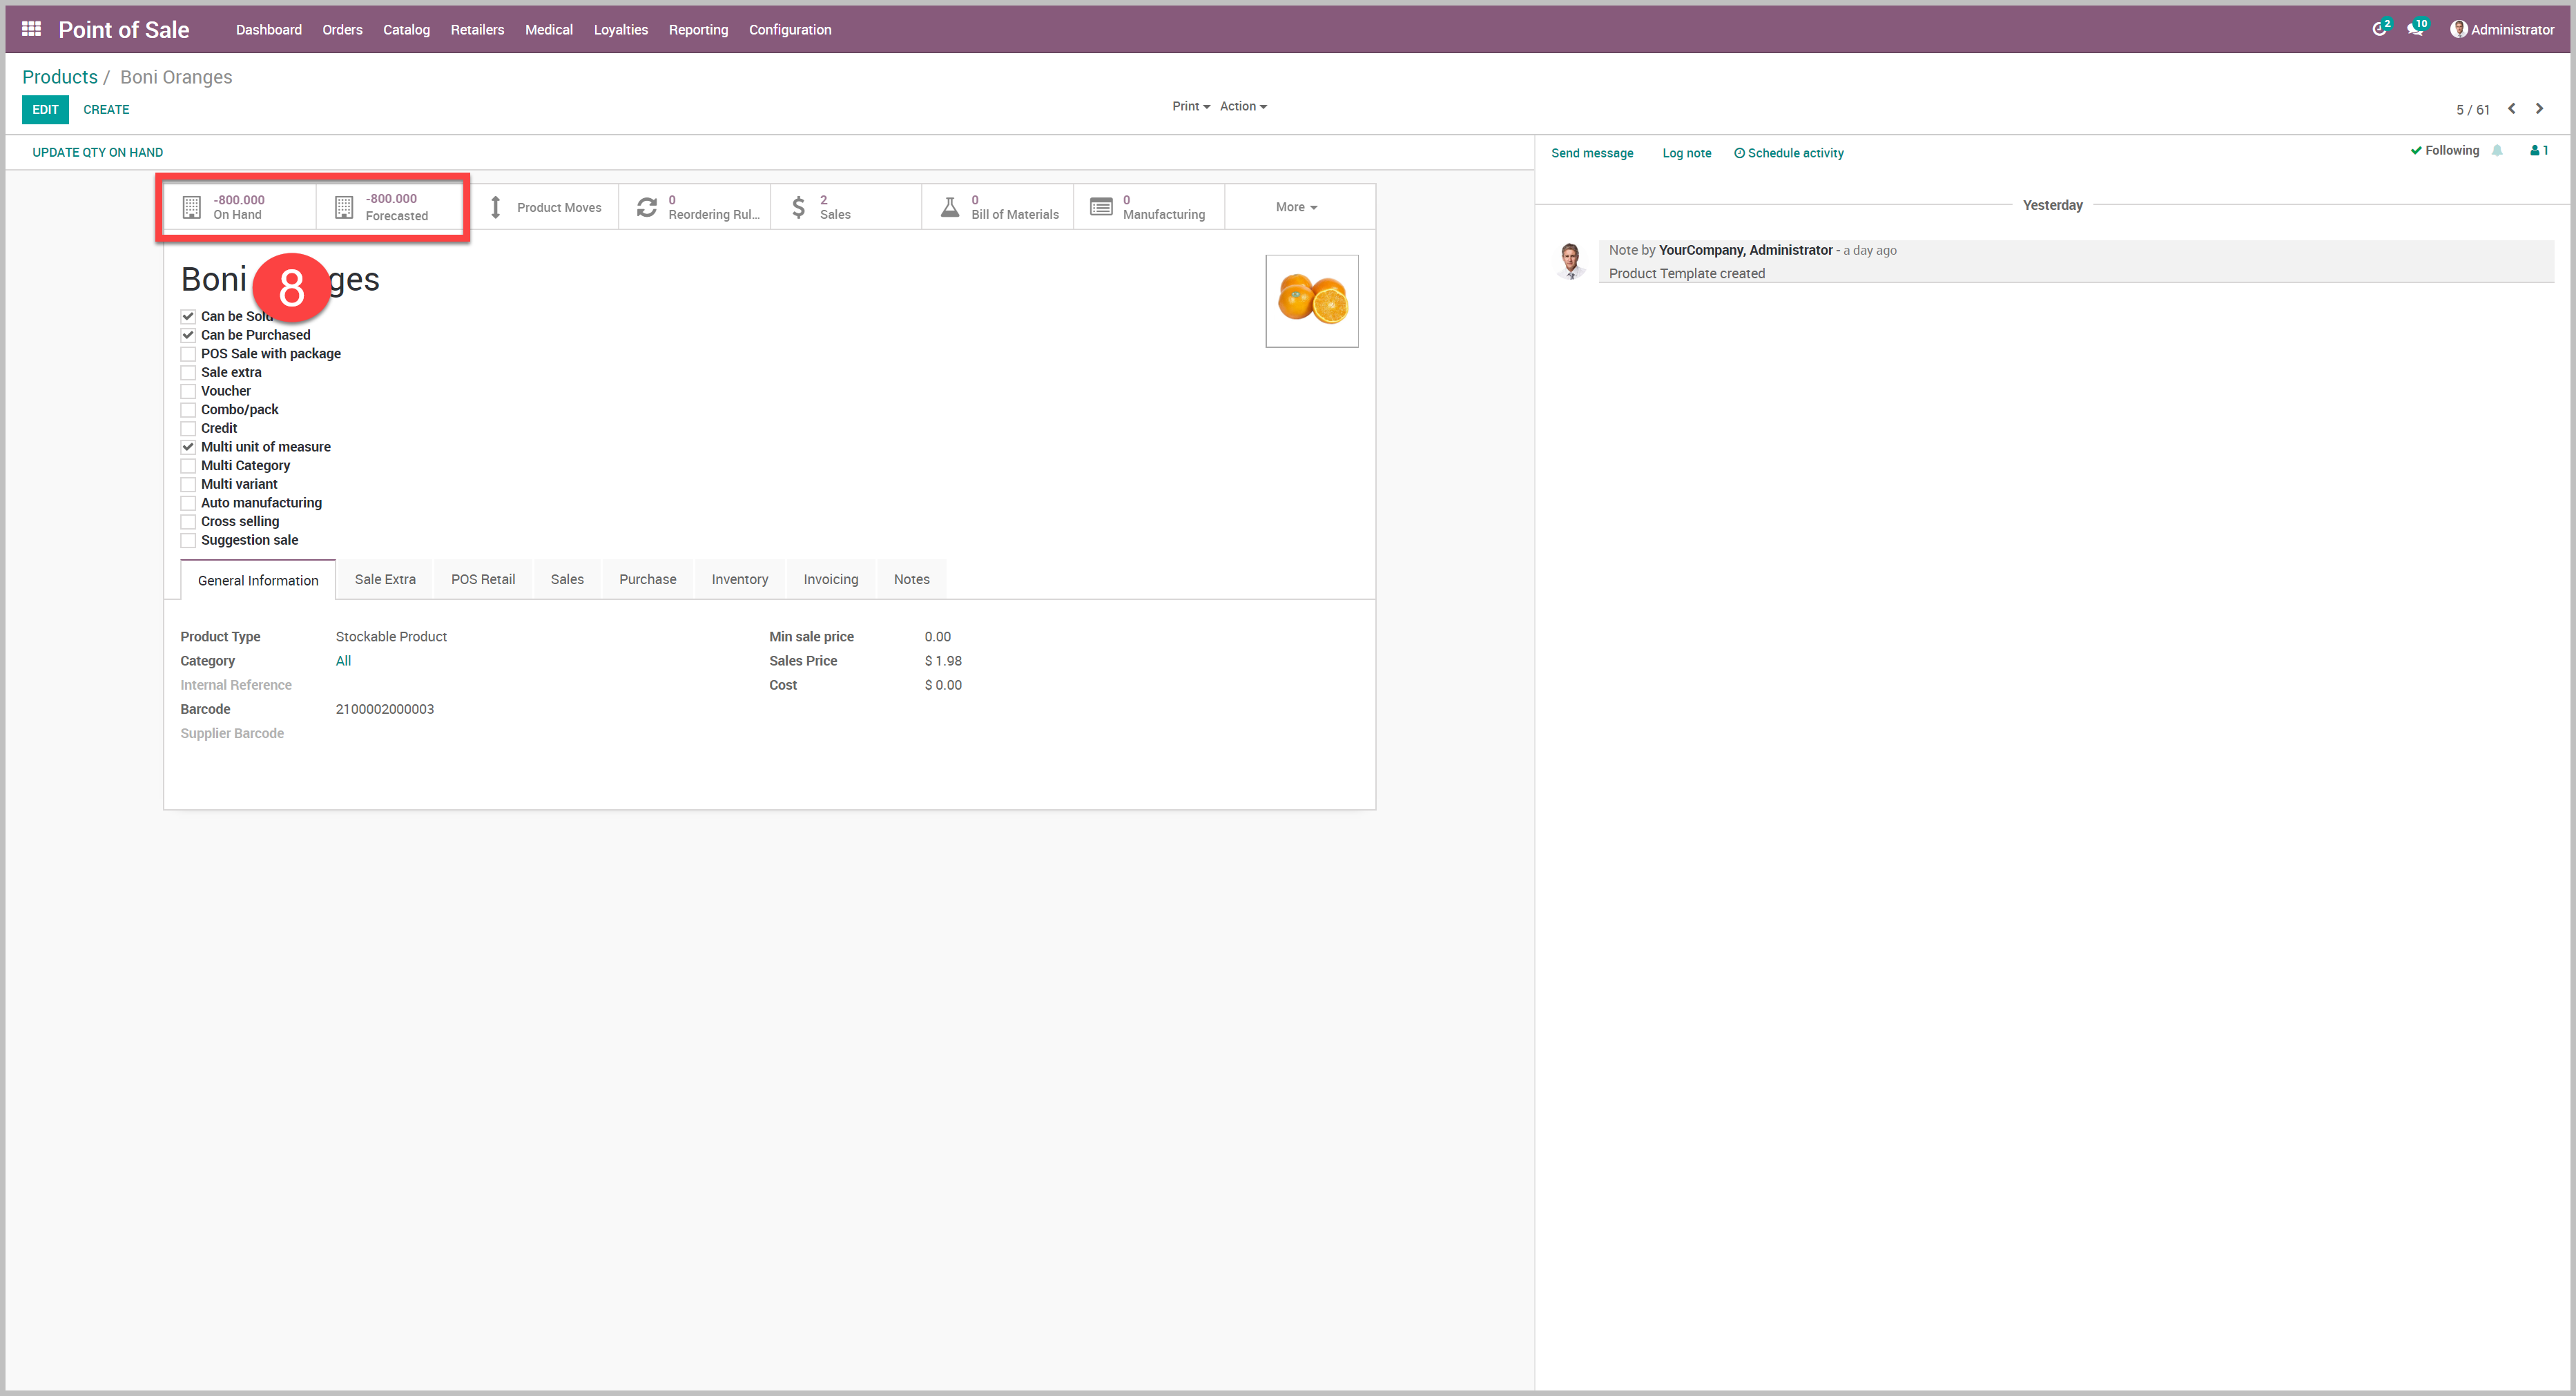 Point of Sale Dashboard Orders Catalog Retailers Medical Loyalties Reporting Configuration 2 10 Administrator
Products / Boni Oranges
EDIT CREATE Print Action 5 / 61
UPDATE QTY ON HAND Send message Log note Schedule activity Following 1
-800.000 On Hand
-800.000 Forecasted
Product Moves
0 Reordering Rul...
2 Sales
0 Bill of Materials
0 Manufacturing
More
Yesterday
Note by YourCompany, Administrator - a day ago
Product Template created
Boni ges
8
Can be Sold
Can be Purchased
POS Sale with package
Sale extra
Voucher
Combo/pack
Credit
Multi unit of measure
Multi Category
Multi variant
Auto manufacturing
Cross selling
Suggestion sale
General Information Sale Extra POS Retail Sales Purchase Inventory Invoicing Notes
Product Type Stockable Product
Category All
Internal Reference
Barcode 2100002000003
Supplier Barcode
Min sale price 0.00
Sales Price $ 1.98
Cost $ 0.00